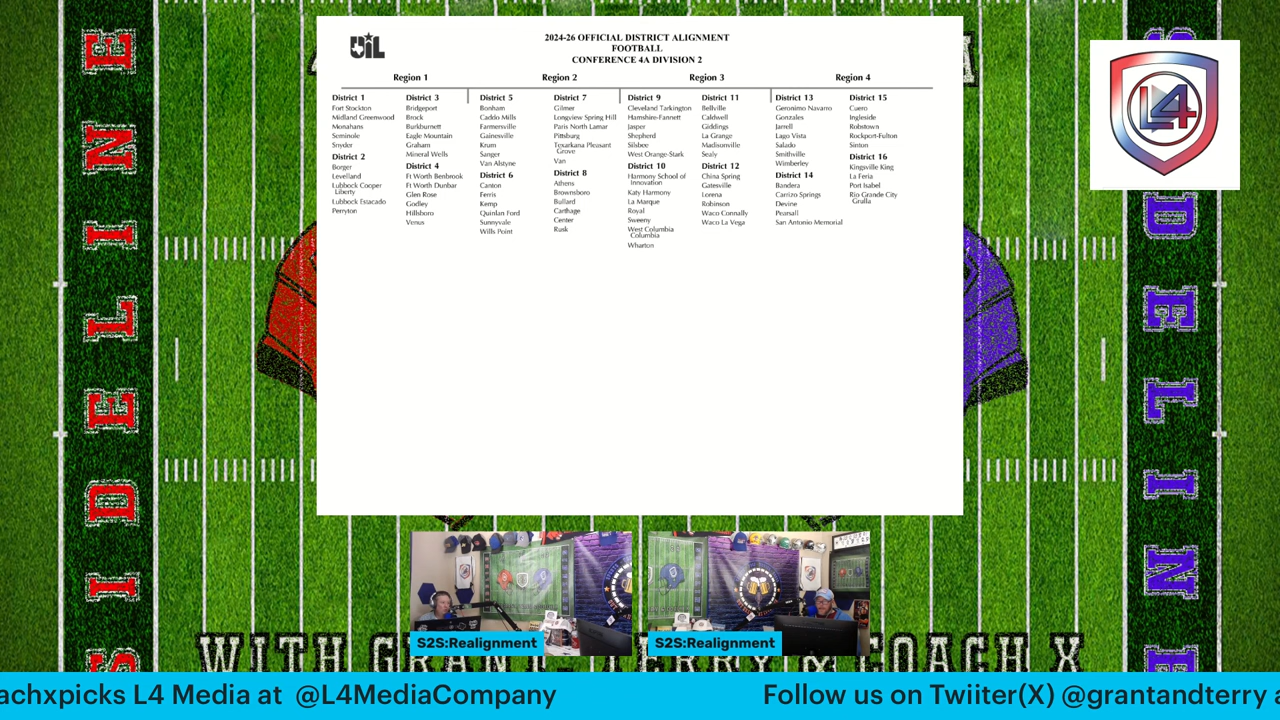 2024-26 OFFICIAL DISTRICT ALIGNMENT
FOOTBALL
CONFERENCE 4A DIVISION 2
UIL
Region 1
Region 2
Region 3
Region 4
District 1
Fort Stockton
Midland Greenwood
Monahans
Seminole
Snyder
District 2
Borger
Levelland
Lubbock Cooper
Liberty
Lubbock Estacado
Perryton
District 3
Bridgeport
Brock
Burkburnett
Eagle Mountain
Graham
Mineral Wells
District 4
Ft Worth Benbrook
Ft Worth Dunbar
Glen Rose
Godley
Hillsboro
Venus
District 5
Bonham
Caddo Mills
Farmersville
Gainesville
Krum
Sanger
Van Alstyne
District 6
Canton
Ferris
Kemp
Quinlan Ford
Sunnyvale
Wills Point
District 7
Gilmer
Longview Spring Hill
Paris North Lamar
Pittsburg
Texarkana Pleasant
Grove
Van
District 8
Athens
Brownsboro
Bullard
Carthage
Center
Rusk
District 9
Cleveland Tarkington
Hamshire-Fannett
Jasper
Shepherd
Silsbee
West Orange-Stark
District 10
Harmony School of
Innovation
Katy Harmony
La Marque
Royal
Sweeny
West Columbia
Columbia
Wharton
District 11
Bellville
Caldwell
Giddings
La Grange
Madisonville
Sealy
District 12
China Spring
Gatesville
Lorena
Robinson
Waco Connally
Waco La Vega
District 13
Geronimo Navarro
Gonzales
Jarrell
Lago Vista
Salado
Smithville
Wimberley
District 14
Bandera
Carrizo Springs
Devine
Pearsall
San Antonio Memorial
District 15
Cuero
Ingleside
Robstown
Rockport-Fulton
Sinton
District 16
Kingsville King
La Feria
Port Isabel
Rio Grande City
Grulla
L4
SIDELINE
SIDELINE
S2S:Realignment
S2S:Realignment
WITH GRANT, TERRY & COACH X
achxpicks L4 Media at @L4MediaCompany
Follow us on Twiiter(X) @grantandterry a